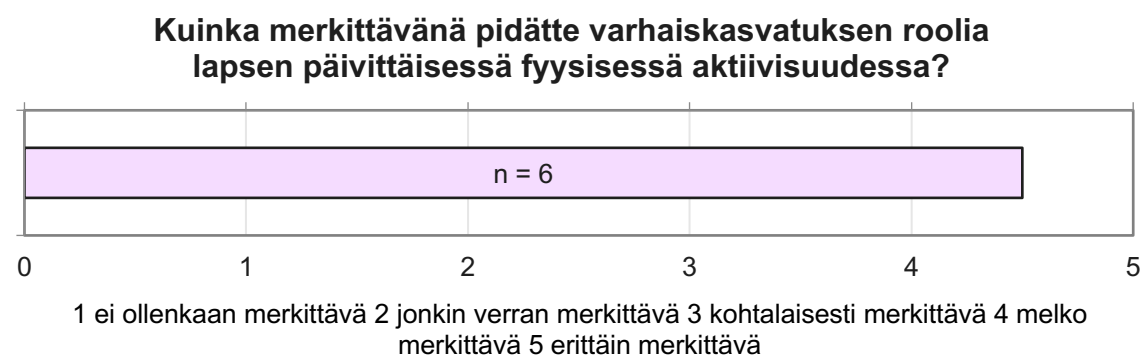 Kuinka merkittävänä pidätte varhaiskasvatuksen roolia
lapsen päivittäisessä fyysisessä aktiivisuudessa?
n = 6
0 1 2 3 4 5
1 ei ollenkaan merkittävä 2 jonkin verran merkittävä 3 kohtalaisesti merkittävä 4 melko
merkittävä 5 erittäin merkittävä